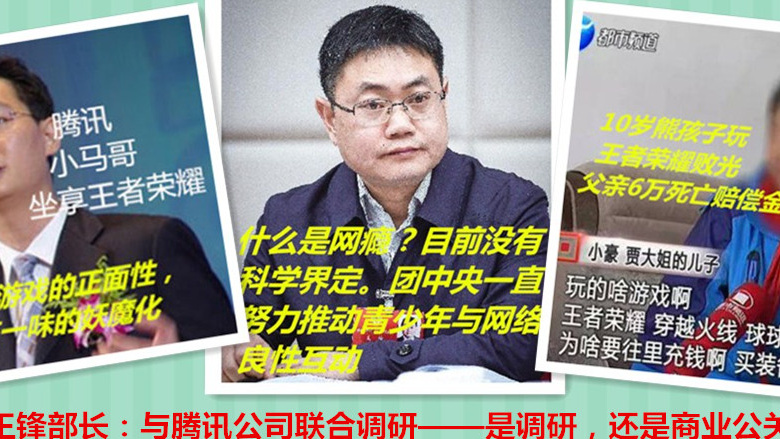 腾讯
小马哥
坐享王者荣耀
游戏的正面性，
一味的妖魔化
什么是网瘾？目前没有
科学界定。团中央一直
努力推动青少年与网络
良性互动
都市频道
10岁熊孩子玩
王者荣耀败光
父亲6万死亡赔偿金
小豪 贾大姐的儿子
玩的啥游戏啊
王者荣耀 穿越火线 球球
为啥要往里充钱啊 买装
王锋部长：与腾讯公司联合调研——是调研，还是商业公关